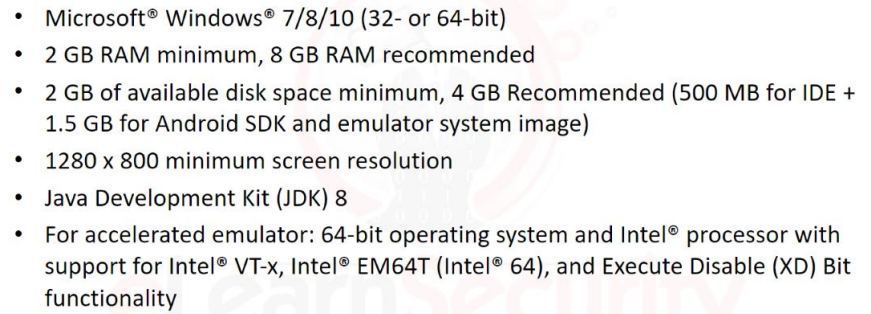 • Microsoft® Windows® 7/8/10 (32- or 64-bit)
• 2 GB RAM minimum, 8 GB RAM recommended
• 2 GB of available disk space minimum, 4 GB Recommended (500 MB for IDE +
1.5 GB for Android SDK and emulator system image)
• 1280 x 800 minimum screen resolution
• Java Development Kit (JDK) 8
• For accelerated emulator: 64-bit operating system and Intel® processor with
support for Intel® VT-x, Intel® EM64T (Intel® 64), and Execute Disable (XD) Bit
functionality
eLearnSecurity